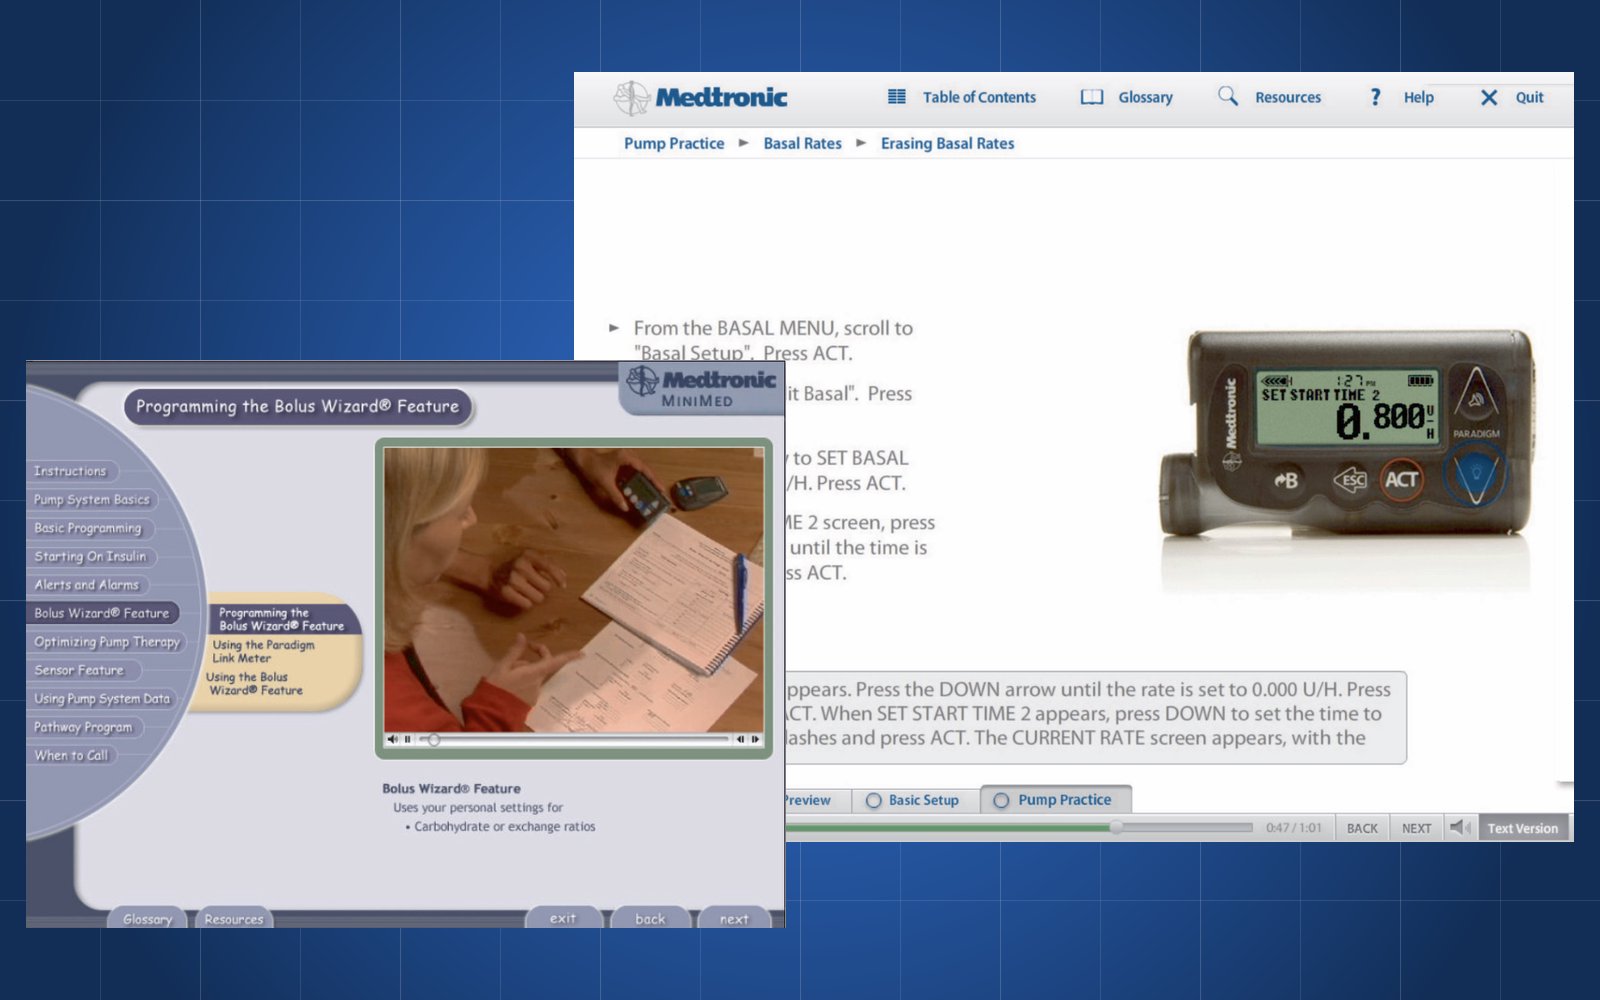 Medtronic
Table of Contents
Glossary
Resources
? Help
Quit
Pump Practice ► Basal Rates ► Erasing Basal Rates
► From the BASAL MENU, scroll to
"Basal Setup". Press ACT.
it Basal". Press
to SET BASAL
/H. Press ACT.
ME 2 screen, press
until the time is
ss ACT.
Medtronic
1:27 PM
SET START TIME 2
0.800 U/H
PARADIGM
B
ESC
ACT
ppears. Press the DOWN arrow until the rate is set to 0.000 U/H. Press
ACT. When SET START TIME 2 appears, press DOWN to set the time to
lashes and press ACT. The CURRENT RATE screen appears, with the
Preview
Basic Setup
Pump Practice
0:47 / 1:01
BACK
NEXT
Text Version
Programming the Bolus Wizard® Feature
Medtronic
MINIMED
Instructions
Pump System Basics
Basic Programming
Starting On Insulin
Alerts and Alarms
Bolus Wizard® Feature
Optimizing Pump Therapy
Sensor Feature
Using Pump System Data
Pathway Program
When to Call
Programming the
Bolus Wizard® Feature
Using the Paradigm
Link Meter
Using the Bolus
Wizard® Feature
Bolus Wizard® Feature
Uses your personal settings for
• Carbohydrate or exchange ratios
Glossary
Resources
exit
back
next